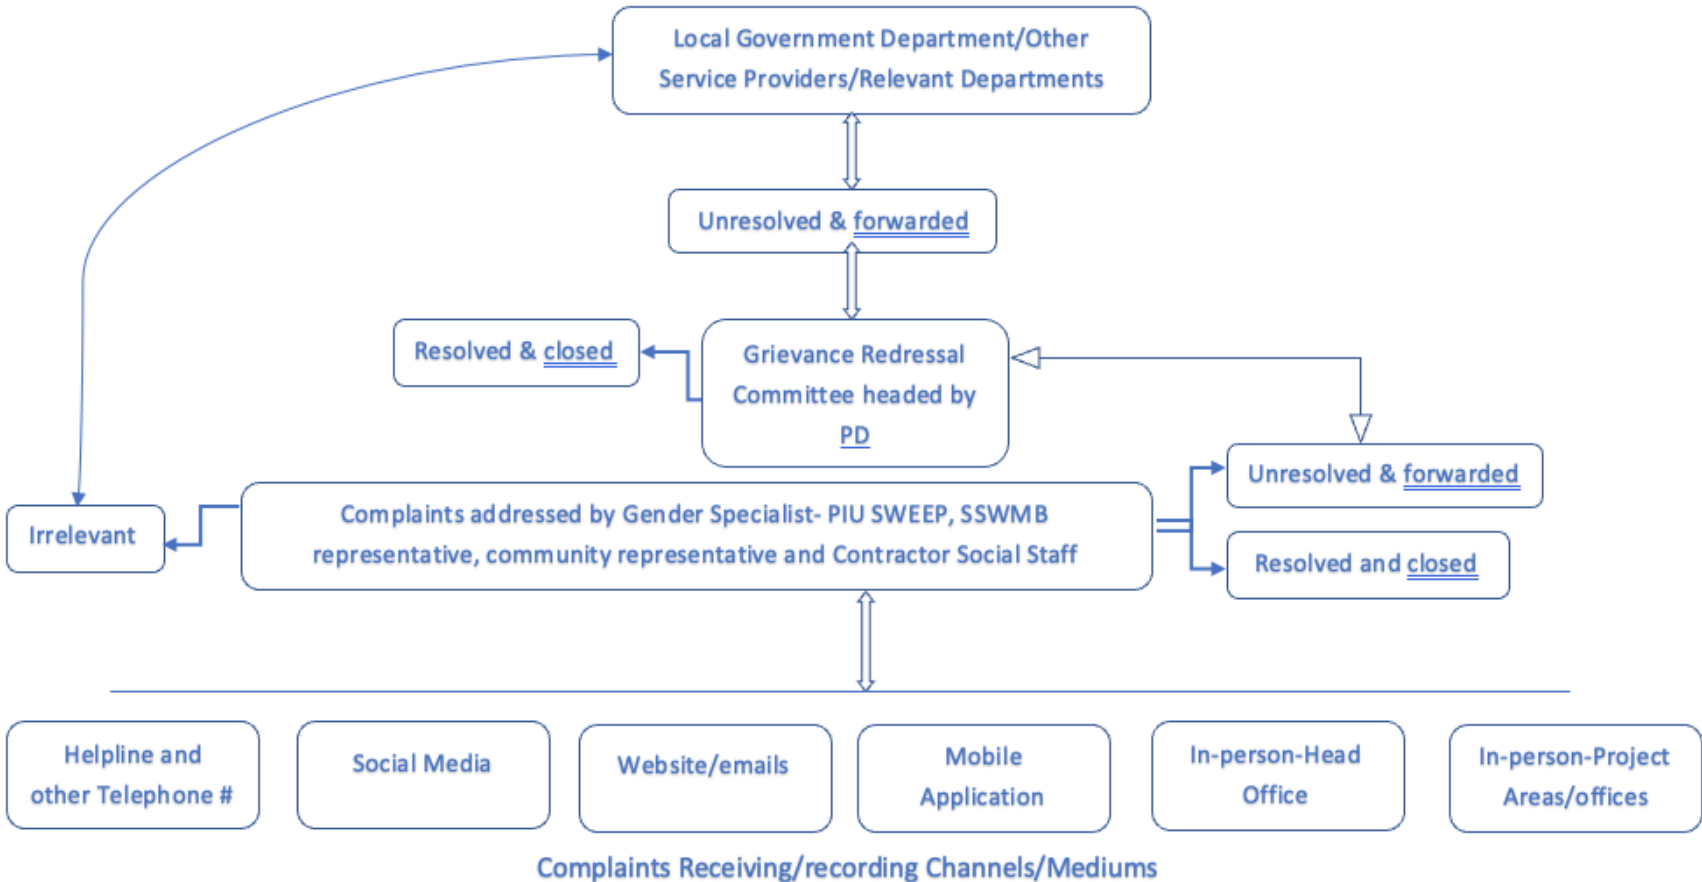 Local Government Department/Other
Service Providers/Relevant Departments
Unresolved & forwarded
Resolved & closed
Grievance Redressal
Committee headed by
PD
Unresolved & forwarded
Irrelevant
Complaints addressed by Gender Specialist- PIU SWEEP, SSWMB
representative, community representative and Contractor Social Staff
Resolved and closed
Helpline and
other Telephone #
Social Media
Website/emails
Mobile
Application
In-person-Head
Office
In-person-Project
Areas/offices
Complaints Receiving/recording Channels/Mediums